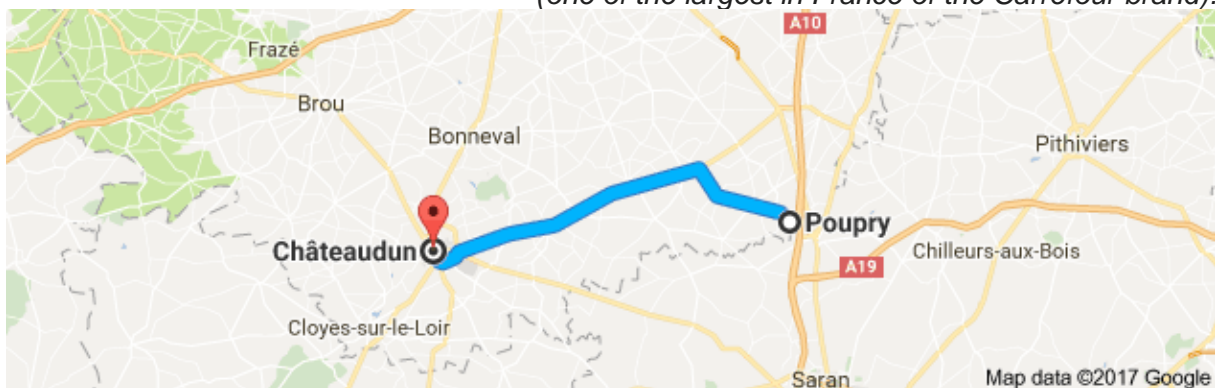 (one of the largest in France of the Carrefour brand).
A10
Frazé
Brou
Bonneval
Pithiviers
Châteaudun
Poupry
Chilleurs-aux-Bois
A19
Cloyes-sur-le-Loir
Saran
Map data ©2017 Google